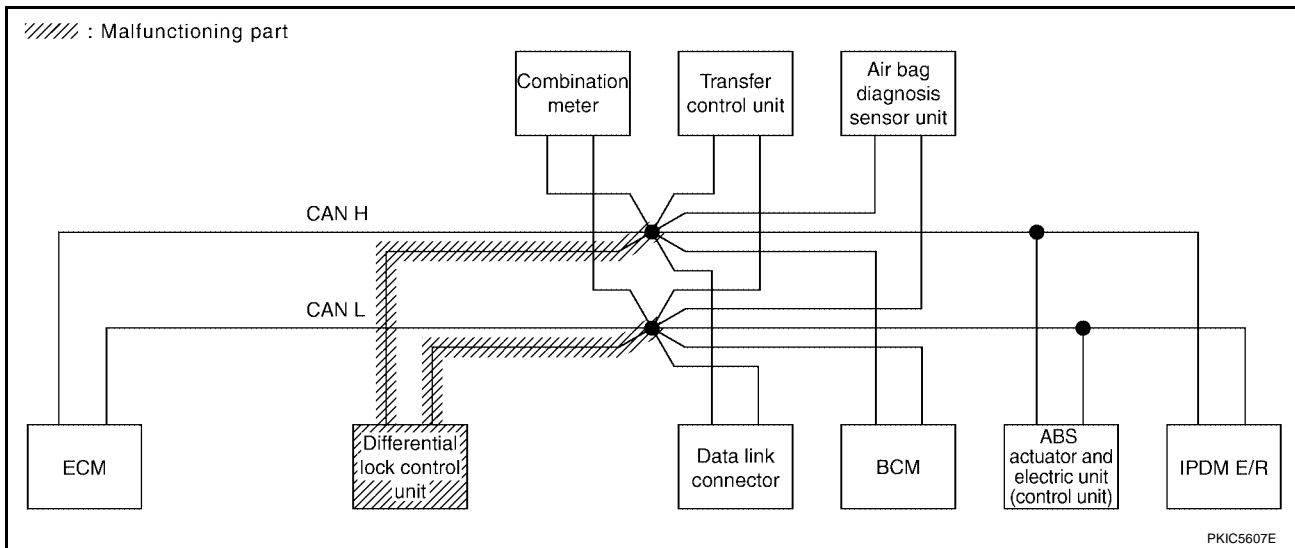 : Malfunctioning part
Combination
meter
Transfer
control unit
Air bag
diagnosis
sensor unit
CAN H
CAN L
ECM
Differential
lock control
unit
Data link
connector
BCM
ABS
actuator and
electric unit
(control unit)
IPDM E/R
PKIC5607E